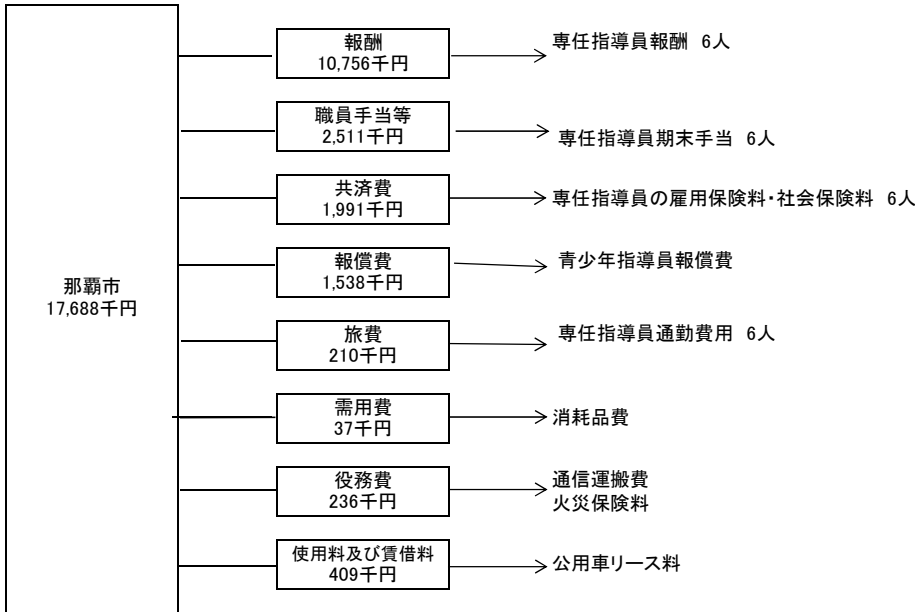 那覇市
17,688千円
報酬
10,756千円
専任指導員報酬 6人
職員手当等
2,511千円
専任指導員期末手当 6人
共済費
1,991千円
専任指導員の雇用保険料・社会保険料 6人
報償費
1,538千円
青少年指導員報償費
旅費
210千円
専任指導員通勤費用 6人
需用費
37千円
消耗品費
役務費
236千円
通信運搬費
火災保険料
使用料及び賃借料
409千円
公用車リース料